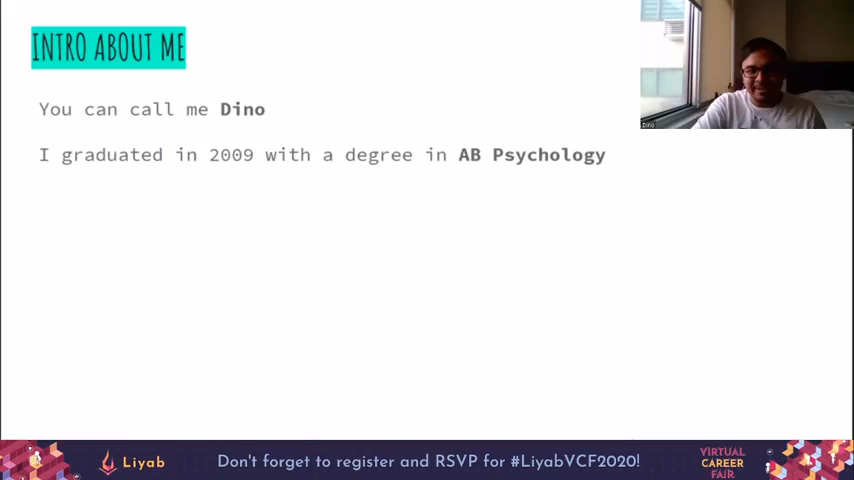 INTRO ABOUT ME
You can call me Dino
I graduated in 2009 with a degree in AB Psychology
Dino
Liyab
Don't forget to register and RSVP for #LiyabVCF2020!
VIRTUAL
CAREER
FAIR